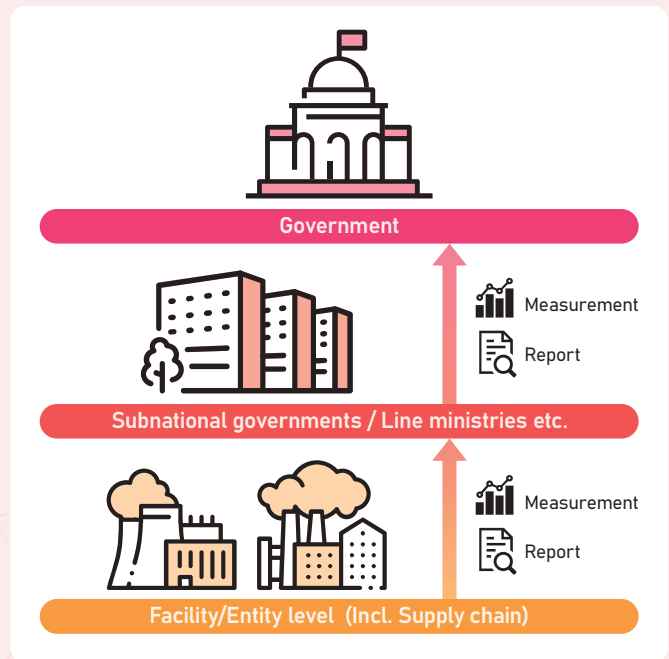 Government
Measurement
Report
Subnational governments / Line ministries etc.
Measurement
Report
Facility/Entity level (Incl. Supply chain)